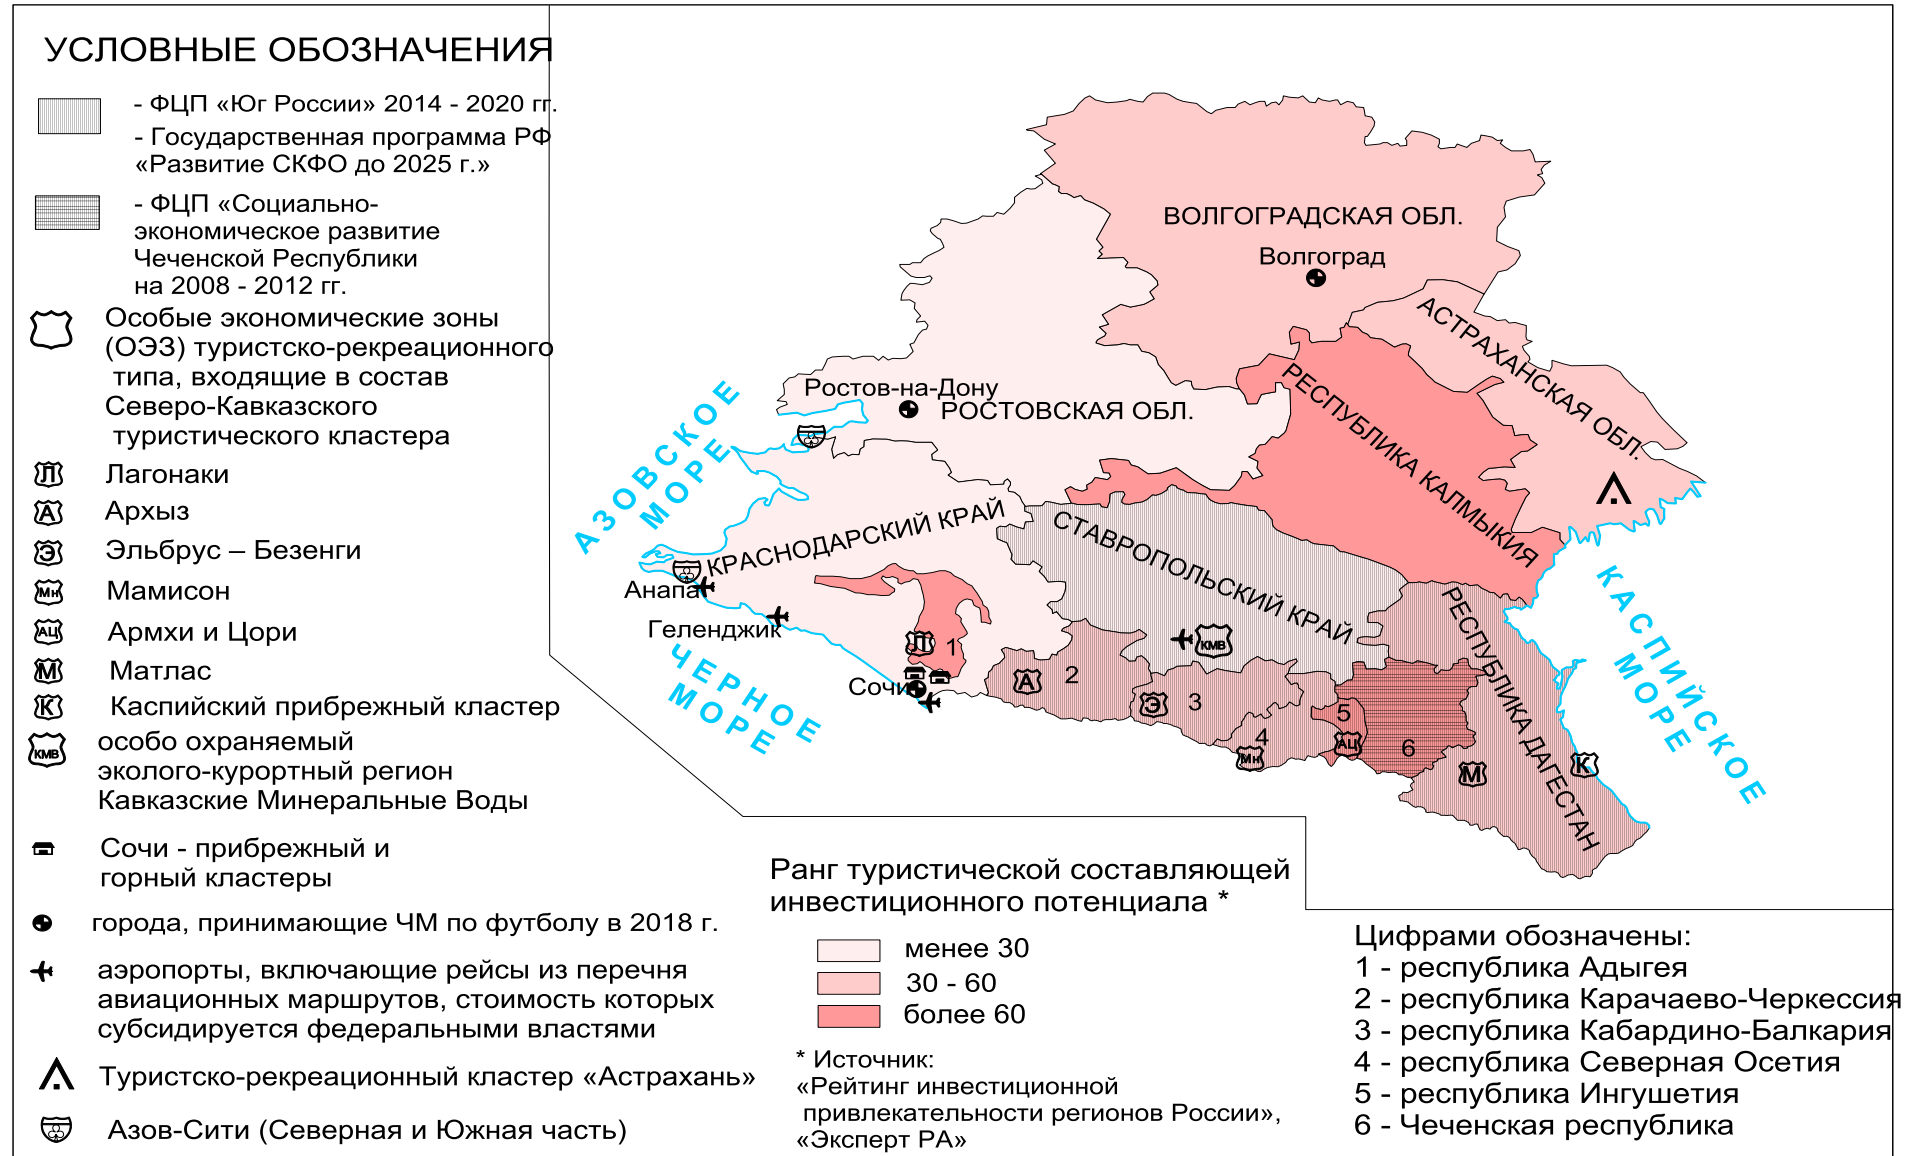 УСЛОВНЫЕ ОБОЗНАЧЕНИЯ
- ФЦП «Юг России» 2014 - 2020 гг.
- Государственная программа РФ
«Развитие СКФО до 2025 г.»
- ФЦП «Социально-
экономическое развитие
Чеченской Республики
на 2008 - 2012 гг.
Особые экономические зоны
(ОЭЗ) туристско-рекреационного
типа, входящие в состав
Северо-Кавказского
туристического кластера
Л Лагонаки
А Архыз
Э Эльбрус – Безенги
Мн Мамисон
АЦ Армхи и Цори
М Матлас
К Каспийский прибрежный кластер
особо охраняемый
КМВ эколого-курортный регион
Кавказские Минеральные Воды
Сочи - прибрежный и
горный кластеры
города, принимающие ЧМ по футболу в 2018 г.
аэропорты, включающие рейсы из перечня
авиационных маршрутов, стоимость которых
субсидируется федеральными властями
Туристско-рекреационный кластер «Астрахань»
Азов-Сити (Северная и Южная часть)
ВОЛГОГРАДСКАЯ ОБЛ.
Волгоград
АСТРАХАНСКАЯ ОБЛ.
РЕСПУБЛИКА КАЛМЫКИЯ
Ростов-на-Дону
РОСТОВСКАЯ ОБЛ.
АЗОВСКОЕ
МОРЕ
КРАСНОДАРСКИЙ КРАЙ
СТАВРОПОЛЬСКИЙ КРАЙ
РЕСПУБЛИКА ДАГЕСТАН
КАСПИЙСКОЕ
МОРЕ
Анапа
Геленджик
ЧЕРНОЕ
МОРЕ
Сочи
Л
1
А
2
Э
3
КМВ
4
Мн
5
АЦ
6
М
К
Ранг туристической составляющей
инвестиционного потенциала *
менее 30
30 - 60
более 60
* Источник:
«Рейтинг инвестиционной
привлекательности регионов России»,
«Эксперт РА»
Цифрами обозначены:
1 - республика Адыгея
2 - республика Карачаево-Черкессия
3 - республика Кабардино-Балкария
4 - республика Северная Осетия
5 - республика Ингушетия
6 - Чеченская республика